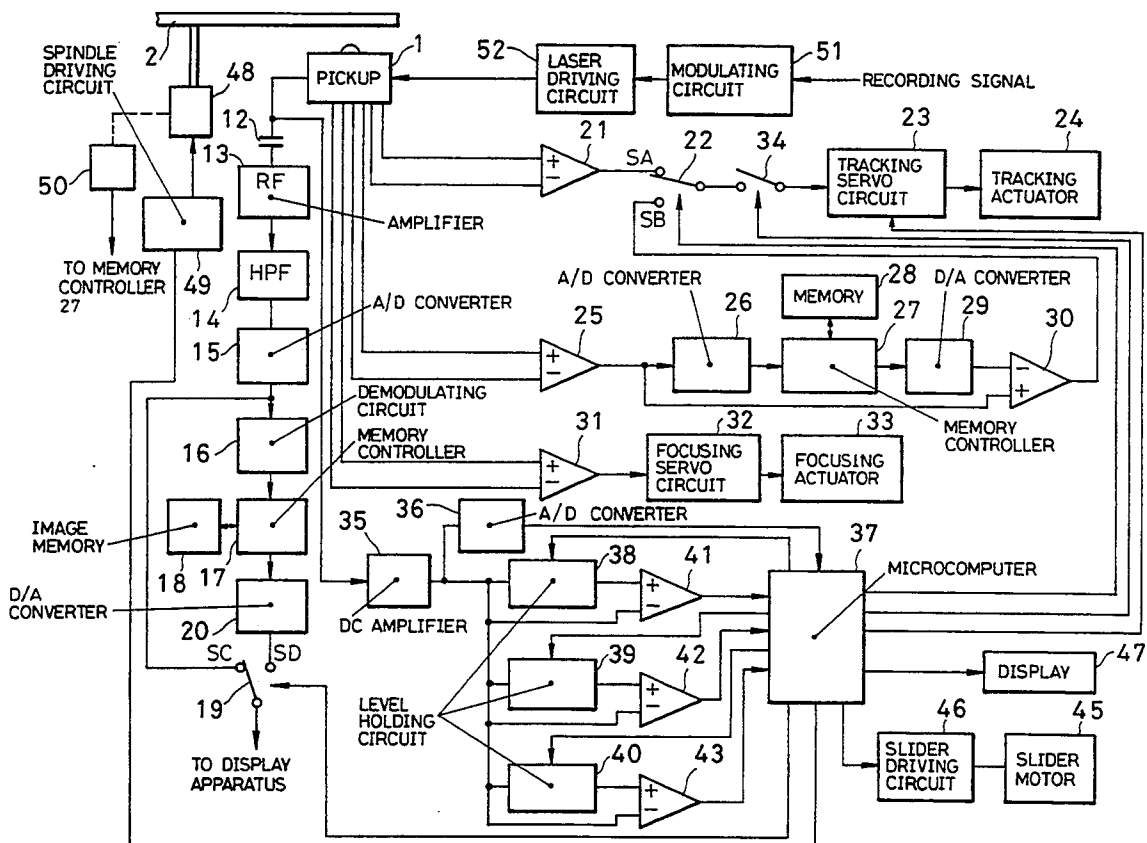 2
SPINDLE
DRIVING
CIRCUIT
48
50
TO MEMORY
CONTROLLER
27
49
1
PICKUP
12
13
RF
AMPLIFIER
HPF
14
A/D CONVERTER
15
DEMODULATING
CIRCUIT
16
MEMORY
CONTROLLER
IMAGE
MEMORY
18
17
D/A
CONVERTER
20
SC
SD
19
TO DISPLAY
APPARATUS
52
LASER
DRIVING
CIRCUIT
MODULATING
CIRCUIT
51
RECORDING SIGNAL
21
+
−
SA
22
SB
34
23
TRACKING
SERVO
CIRCUIT
24
TRACKING
ACTUATOR
A/D CONVERTER
28
MEMORY
D/A CONVERTER
25
+
−
26
27
29
30
−
+
MEMORY
CONTROLLER
31
+
−
32
FOCUSING
SERVO
CIRCUIT
33
FOCUSING
ACTUATOR
36
A/D CONVERTER
35
DC AMPLIFIER
38
41
+
−
37
MICROCOMPUTER
39
42
+
−
LEVEL
HOLDING
CIRCUIT
40
43
+
−
DISPLAY
47
46
SLIDER
DRIVING
CIRCUIT
45
SLIDER
MOTOR